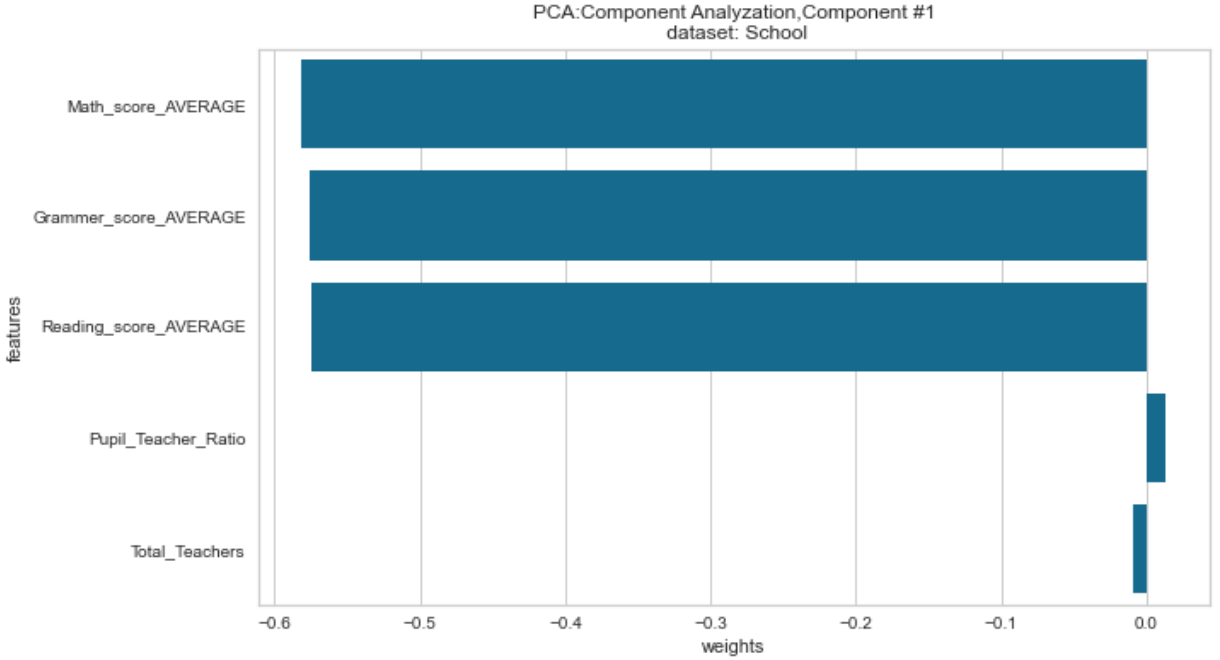 PCA:Component Analyzation,Component #1
dataset: School
Math_score_AVERAGE
Grammer_score_AVERAGE
Reading_score_AVERAGE
Pupil_Teacher_Ratio
Total_Teachers
features
−0.6 −0.5 −0.4 −0.3 −0.2 −0.1 0.0
weights